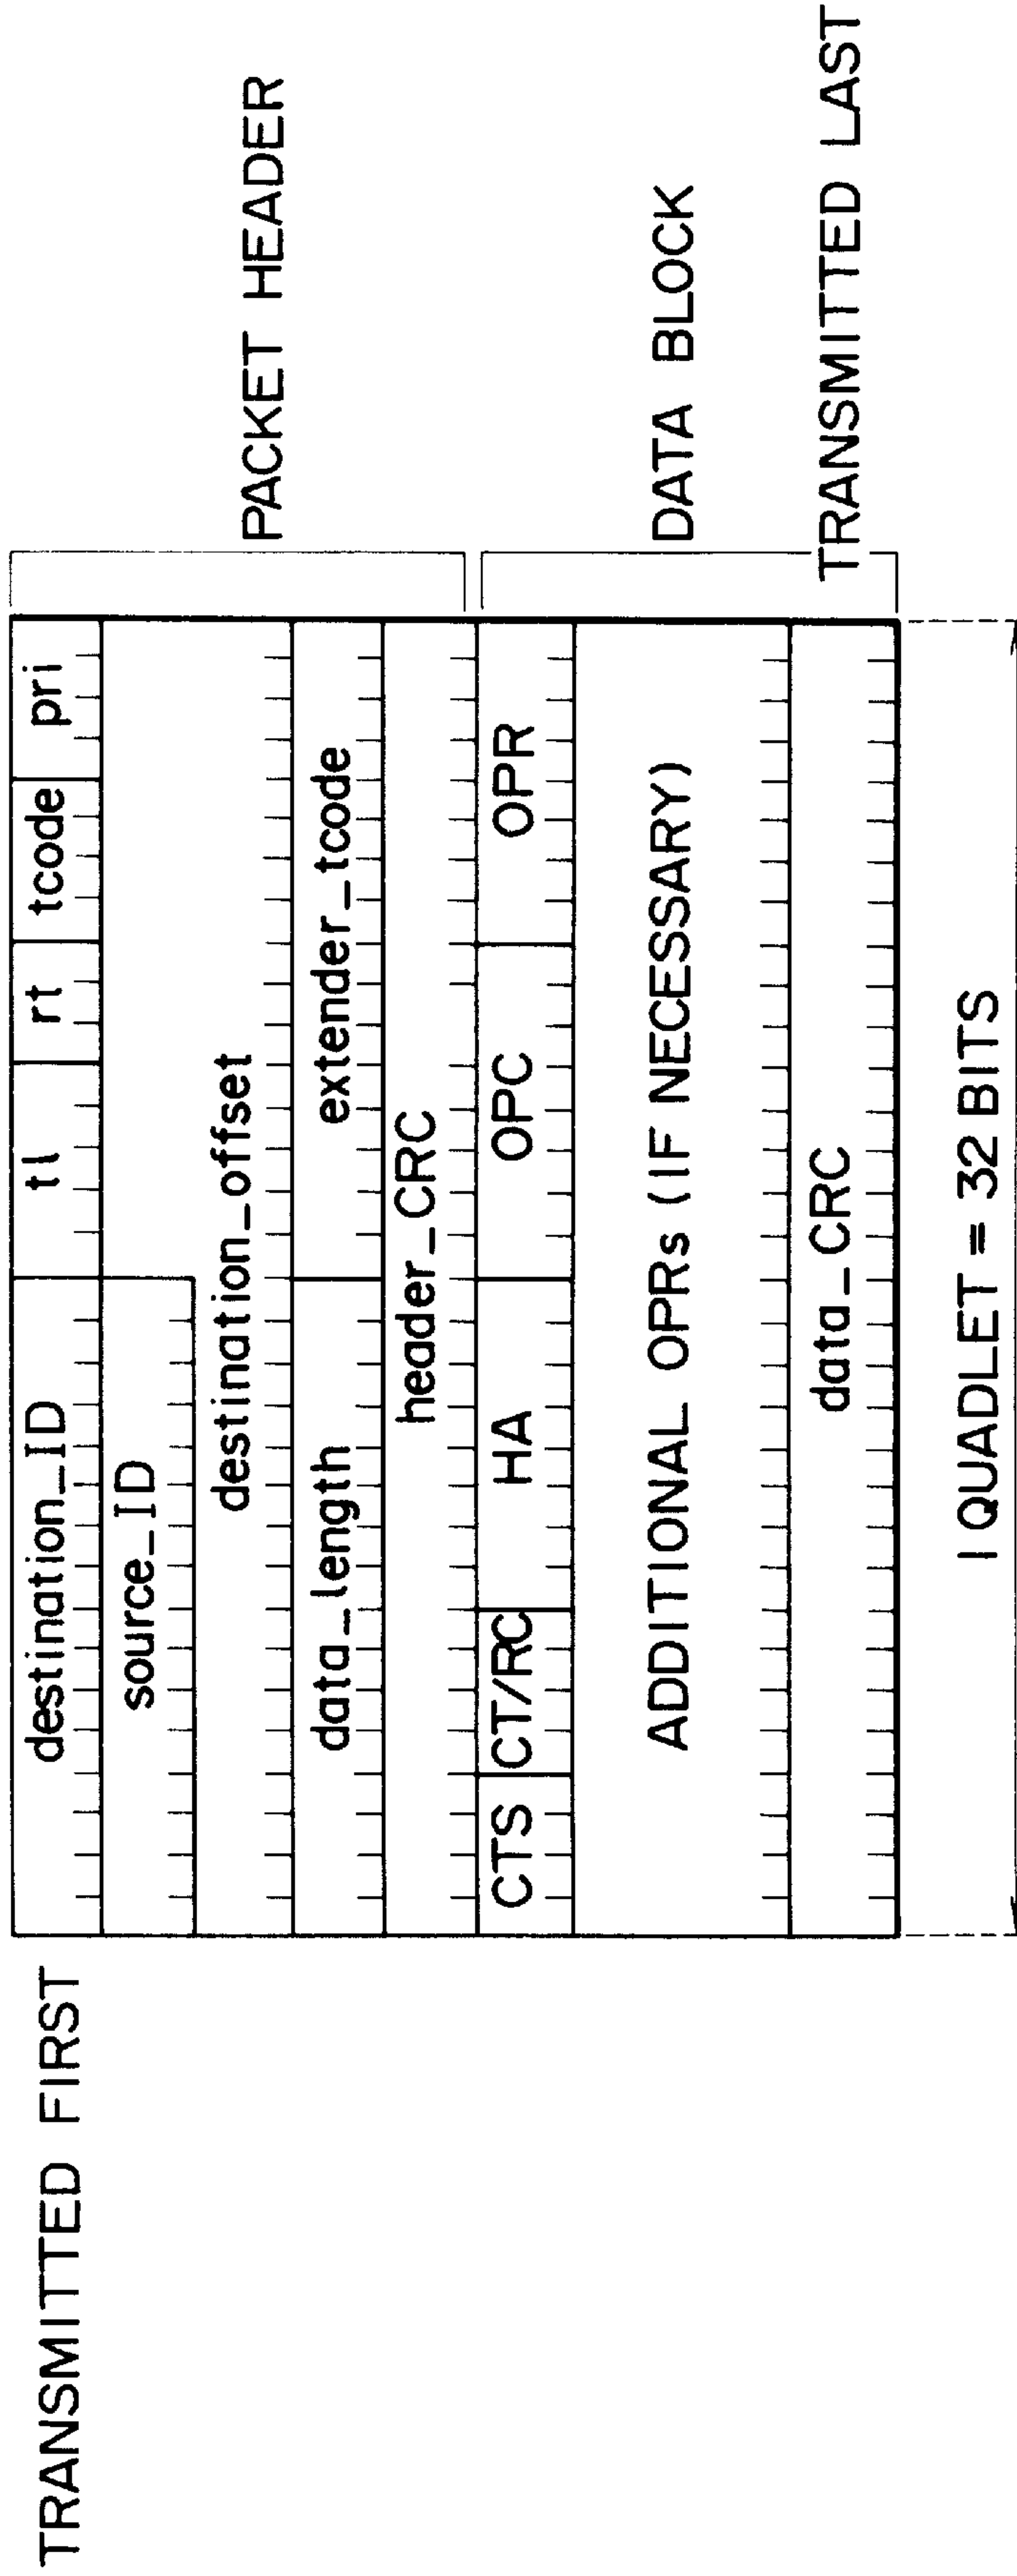 TRANSMITTED FIRST
destination_ID tl rt tcode pri
source_ID
destination_offset
data_length extender_tcode
header_CRC
PACKET HEADER
CTS CT/RC HA OPC OPR
ADDITIONAL OPRs (IF NECESSARY)
DATA BLOCK
data_CRC
TRANSMITTED LAST
1 QUADLET = 32 BITS